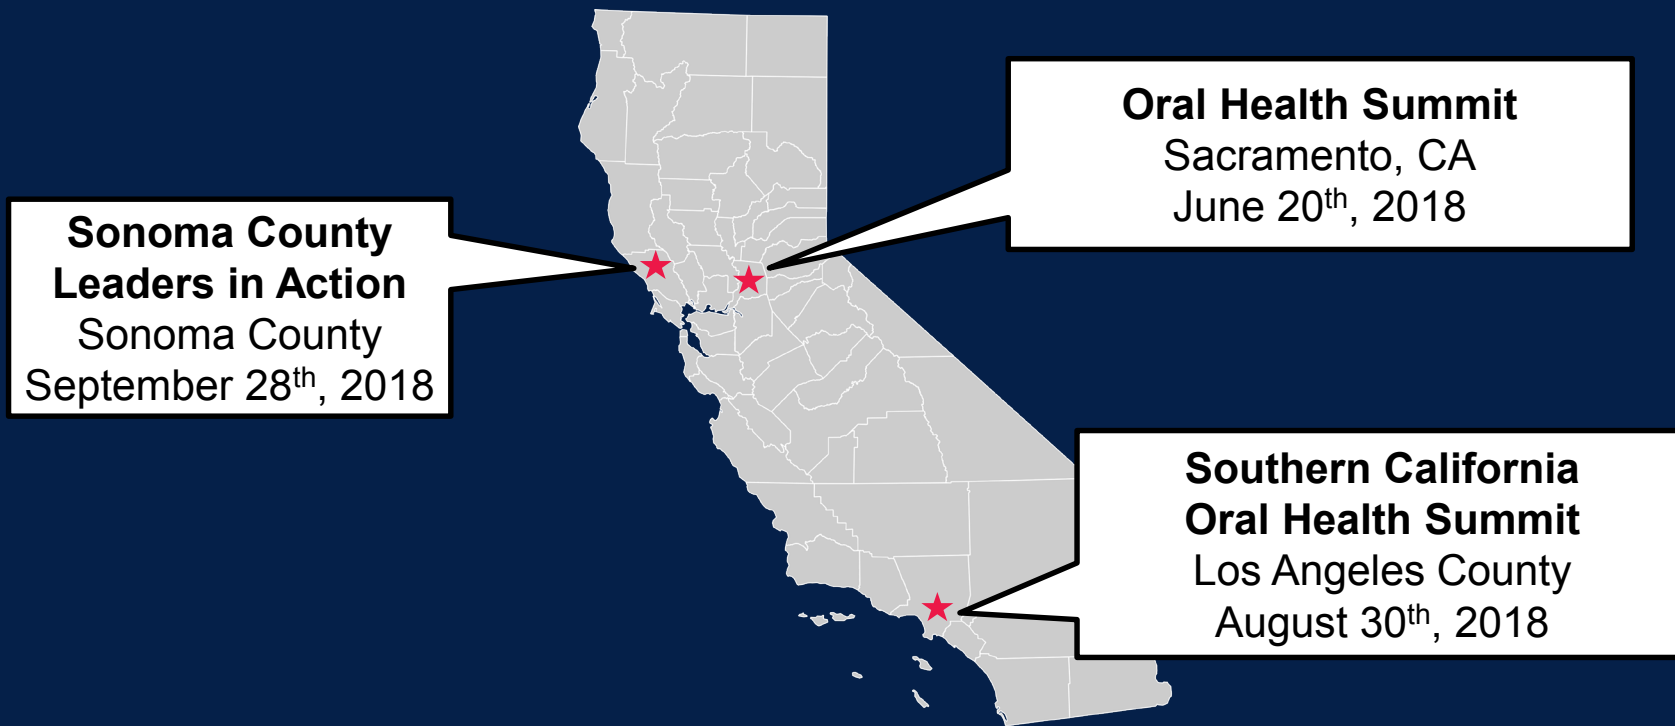 Oral Health Summit
Sacramento, CA
June 20th, 2018
Sonoma County
Leaders in Action
Sonoma County
September 28th, 2018
Southern California
Oral Health Summit
Los Angeles County
August 30th, 2018